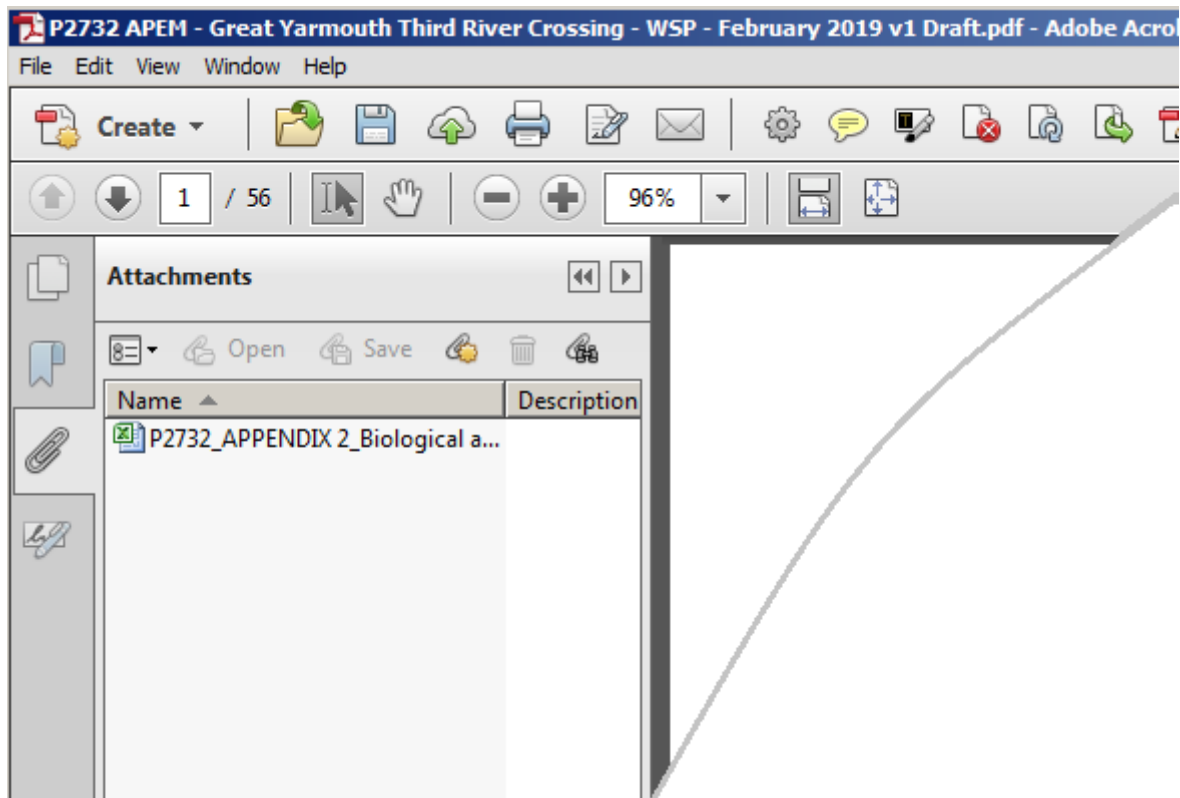 P2732 APEM - Great Yarmouth Third River Crossing - WSP - February 2019 v1 Draft.pdf - Adobe Acro
File Edit View Window Help
Create
1 / 56 96%
Attachments
Open Save
Name Description
P2732_APPENDIX 2_Biological a...